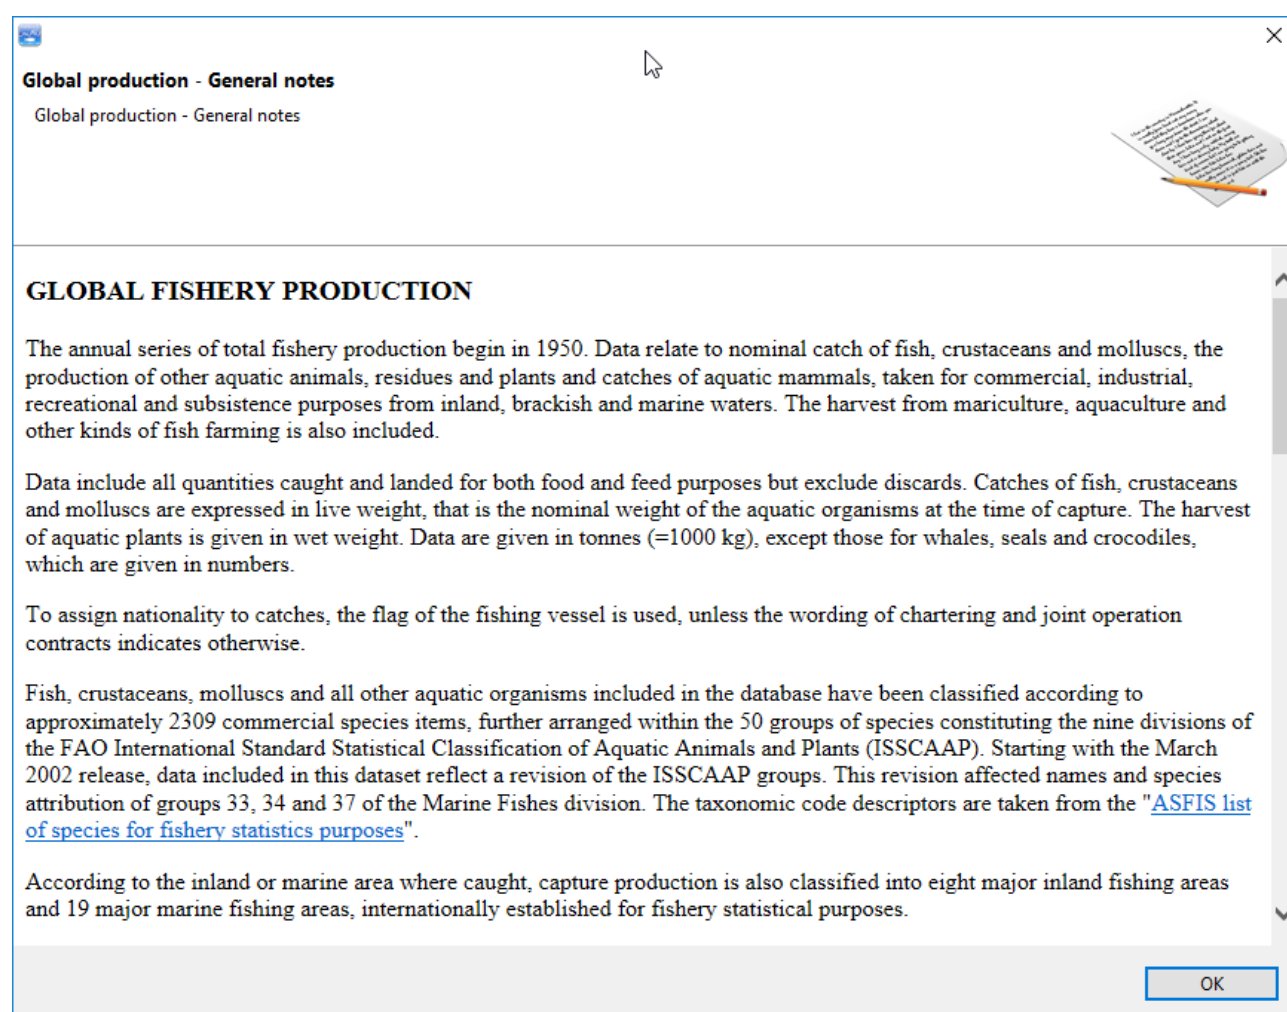 Global production - General notes
Global production - General notes
GLOBAL FISHERY PRODUCTION
The annual series of total fishery production begin in 1950. Data relate to nominal catch of fish, crustaceans and molluscs, the
production of other aquatic animals, residues and plants and catches of aquatic mammals, taken for commercial, industrial,
recreational and subsistence purposes from inland, brackish and marine waters. The harvest from mariculture, aquaculture and
other kinds of fish farming is also included.
Data include all quantities caught and landed for both food and feed purposes but exclude discards. Catches of fish, crustaceans
and molluscs are expressed in live weight, that is the nominal weight of the aquatic organisms at the time of capture. The harvest
of aquatic plants is given in wet weight. Data are given in tonnes (=1000 kg), except those for whales, seals and crocodiles,
which are given in numbers.
To assign nationality to catches, the flag of the fishing vessel is used, unless the wording of chartering and joint operation
contracts indicates otherwise.
Fish, crustaceans, molluscs and all other aquatic organisms included in the database have been classified according to
approximately 2309 commercial species items, further arranged within the 50 groups of species constituting the nine divisions of
the FAO International Standard Statistical Classification of Aquatic Animals and Plants (ISSCAAP). Starting with the March
2002 release, data included in this dataset reflect a revision of the ISSCAAP groups. This revision affected names and species
attribution of groups 33, 34 and 37 of the Marine Fishes division. The taxonomic code descriptors are taken from the "ASFIS list
of species for fishery statistics purposes".
According to the inland or marine area where caught, capture production is also classified into eight major inland fishing areas
and 19 major marine fishing areas, internationally established for fishery statistical purposes.
OK